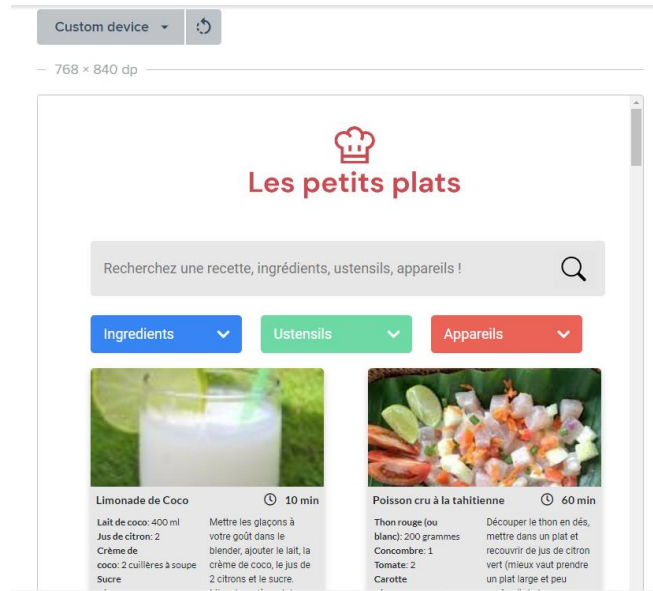 Custom device
768 × 840 dp
Les petits plats
Recherchez une recette, ingrédients, ustensils, appareils !
Ingredients
Ustensils
Appareils
Limonade de Coco
10 min
Lait de coco: 400 ml
Jus de citron: 2
Crème de
coco: 2 cuillères à soupe
Sucre
Mettre les glaçons à
votre goût dans le
blender, ajouter le lait, la
crème de coco, le jus de
2 citrons et le sucre.
Poisson cru à la tahitienne
60 min
Thon rouge (ou
blanc): 200 grammes
Concombre: 1
Tomate: 2
Carotte
Découper le thon en dés,
mettre dans un plat et
recouvrir de jus de citron
vert (mieux vaut prendre
un plat large et peu